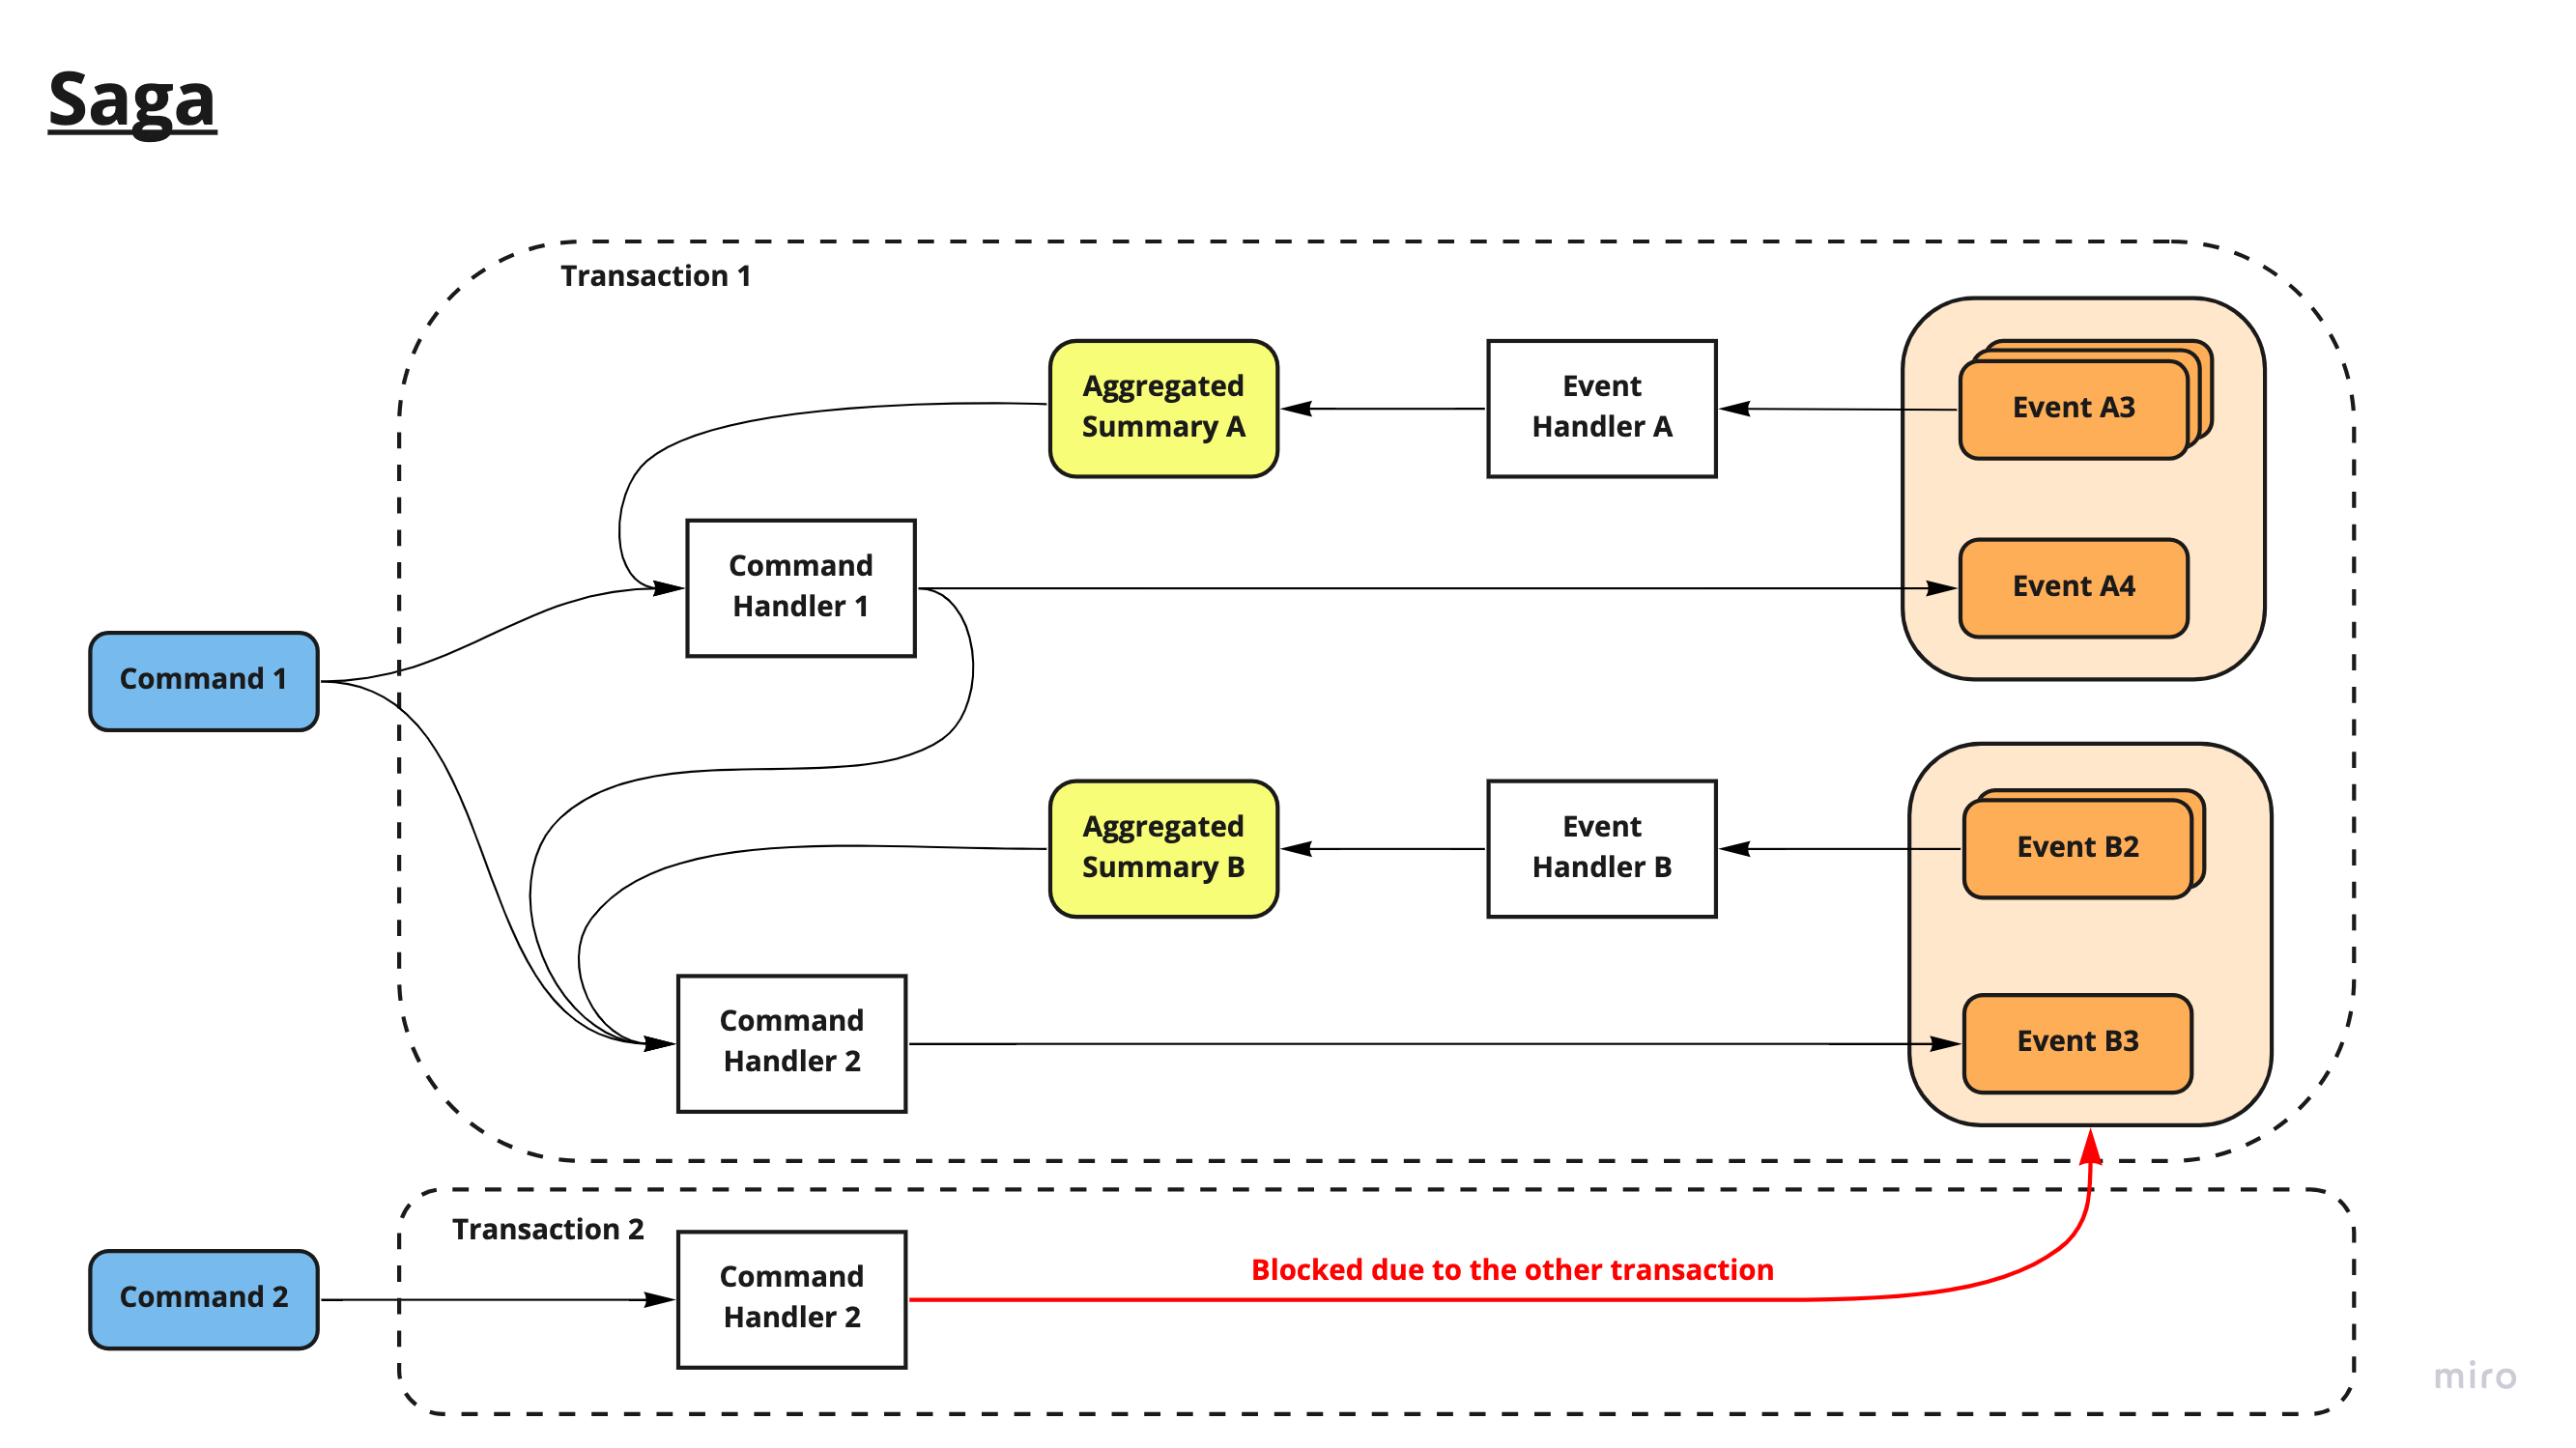 Saga
Transaction 1
Aggregated
Summary A
Event
Handler A
Event A3
Command
Handler 1
Event A4
Command 1
Aggregated
Summary B
Event
Handler B
Event B2
Command
Handler 2
Event B3
Transaction 2
Command 2
Command
Handler 2
Blocked due to the other transaction
miro